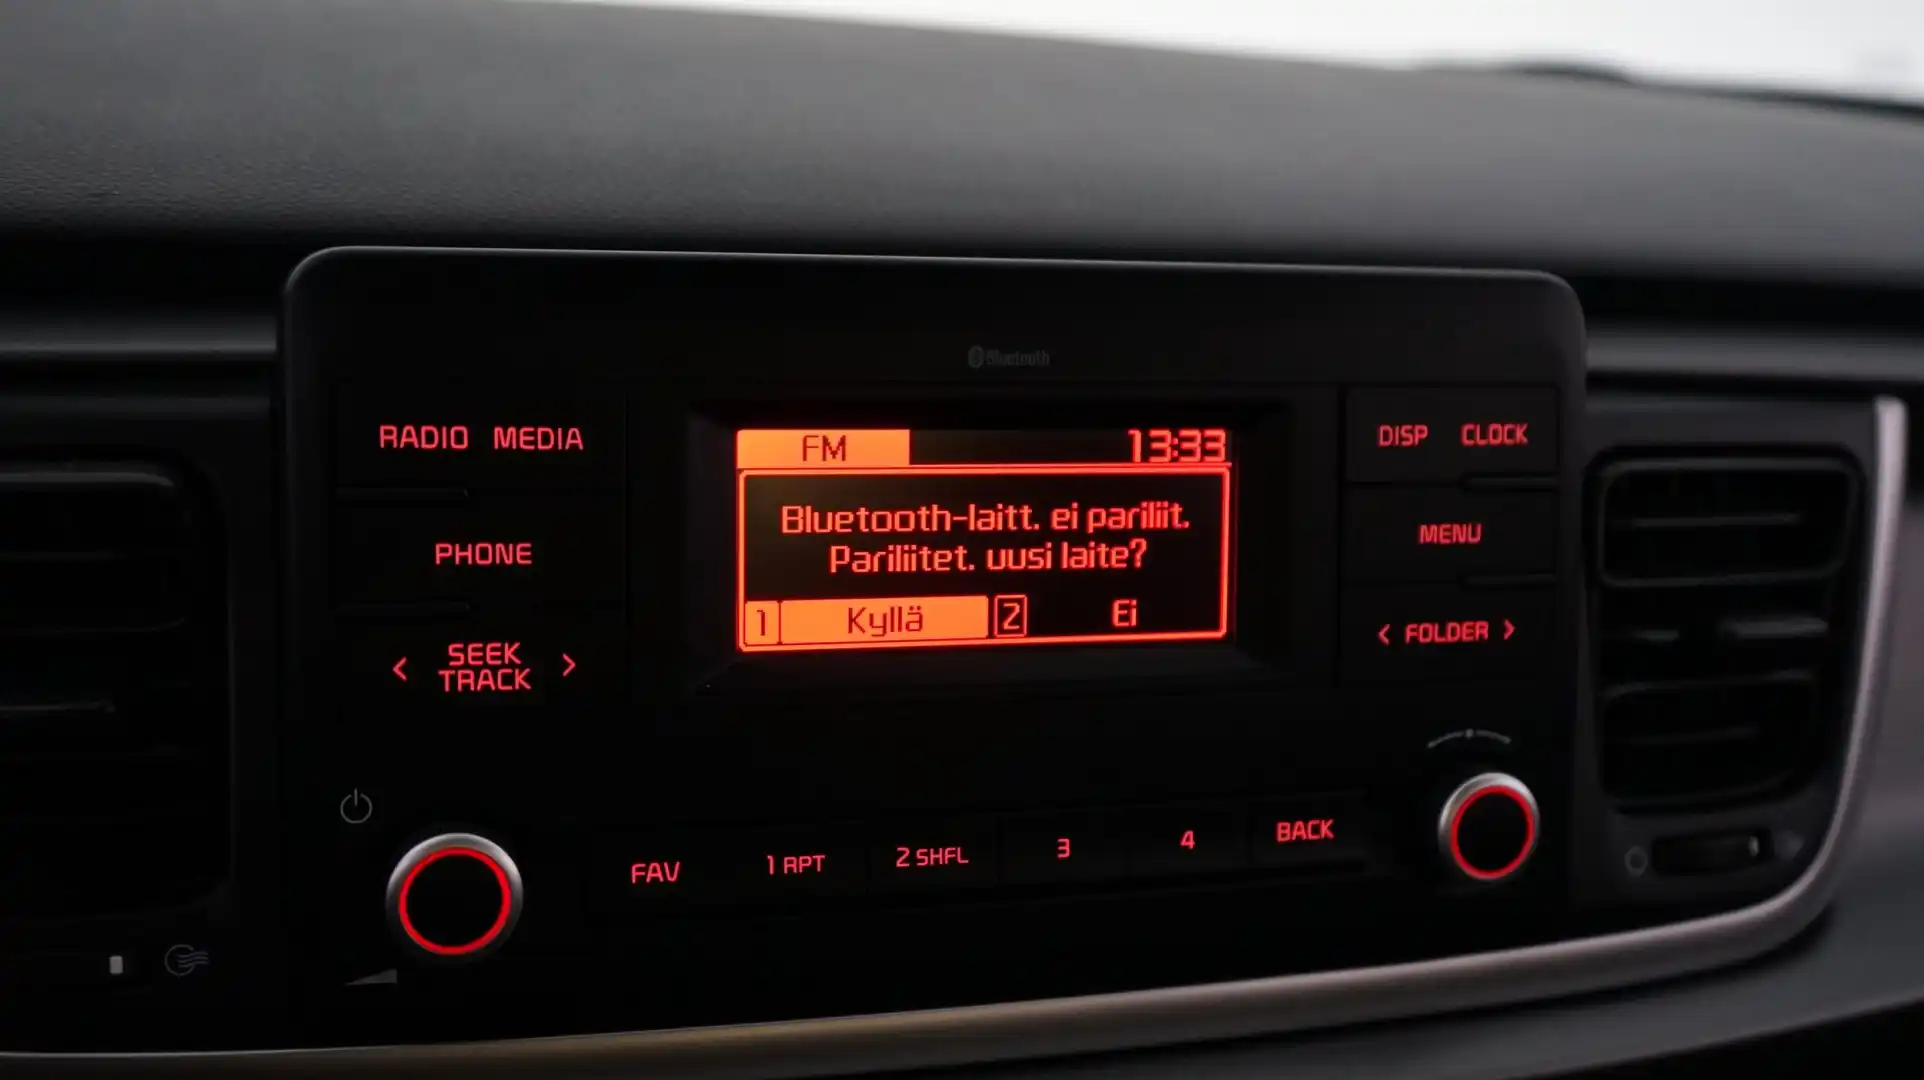 Bluetooth
RADIO MEDIA
DISP CLOCK
FM 13:33
Bluetooth-laitt. ei pariliit.
Pariliitet. uusi laite?
1 Kyllä 2 Ei
PHONE
MENU
< SEEK TRACK >
< FOLDER >
FAV 1 RPT 2 SHFL 3 4 BACK